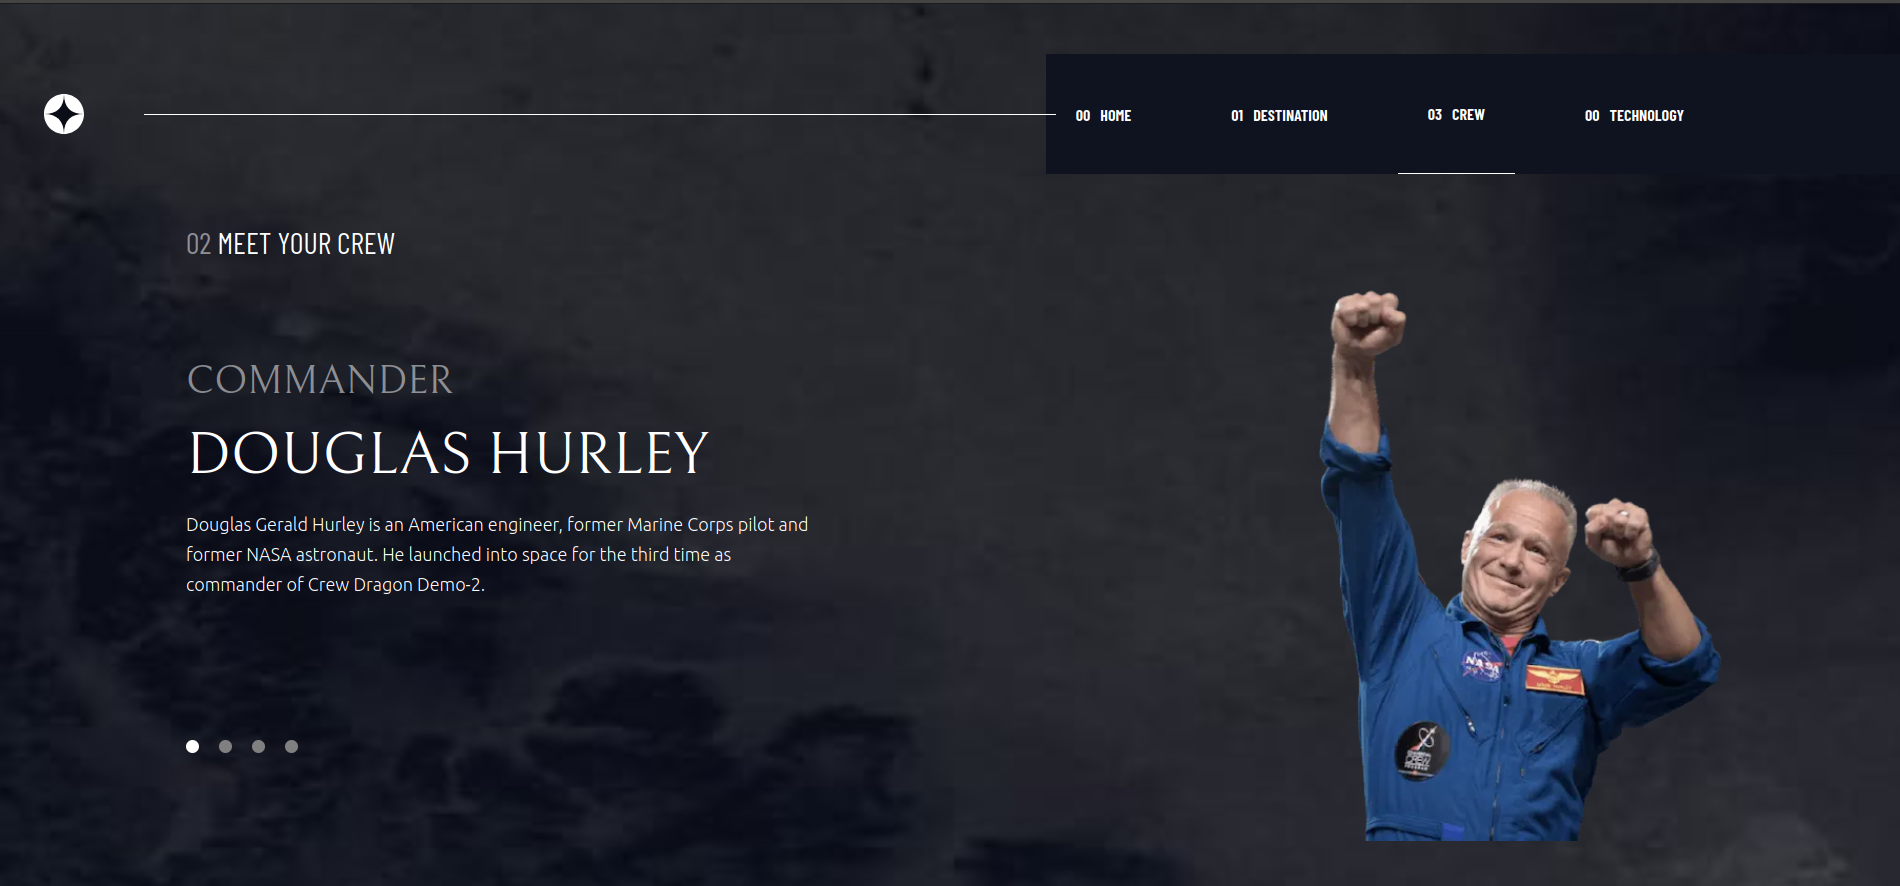 00 HOME 01 DESTINATION 03 CREW 00 TECHNOLOGY
02 MEET YOUR CREW
COMMANDER
DOUGLAS HURLEY
Douglas Gerald Hurley is an American engineer, former Marine Corps pilot and
former NASA astronaut. He launched into space for the third time as
commander of Crew Dragon Demo-2.
NASA
CREW